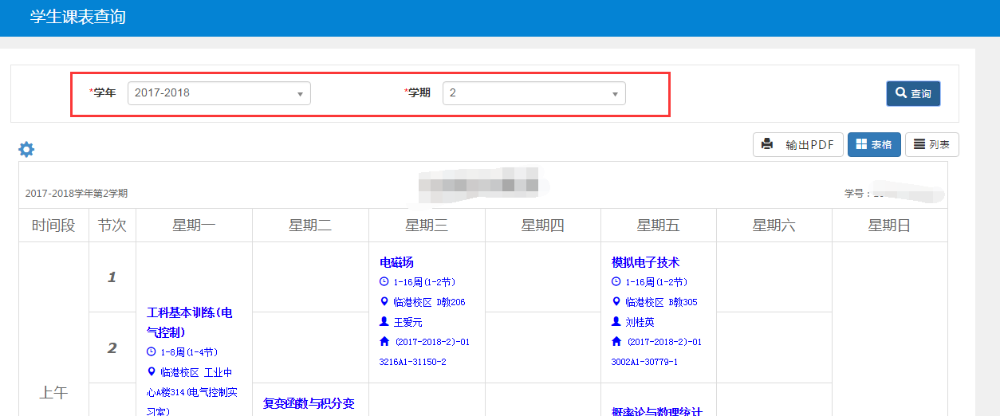 学生课表查询
*学年 2017-2018 *学期 2 查询
输出PDF 表格 列表
2017-2018学年第2学期 学号：
时间段 节次 星期一 星期二 星期三 星期四 星期五 星期六 星期日
上午
1
2
工科基本训练(电
气控制)
1-8周(1-4节)
临港校区 工业中
心A楼314(电气控制实
习室)
复变函数与积分变
电磁场
1-16周(1-2节)
临港校区 D教206
王爱元
(2017-2018-2)-01
3216A1-31150-2
模拟电子技术
1-16周(1-2节)
临港校区 B教305
刘桂英
(2017-2018-2)-01
3002A1-30779-1
概率论与数理统计